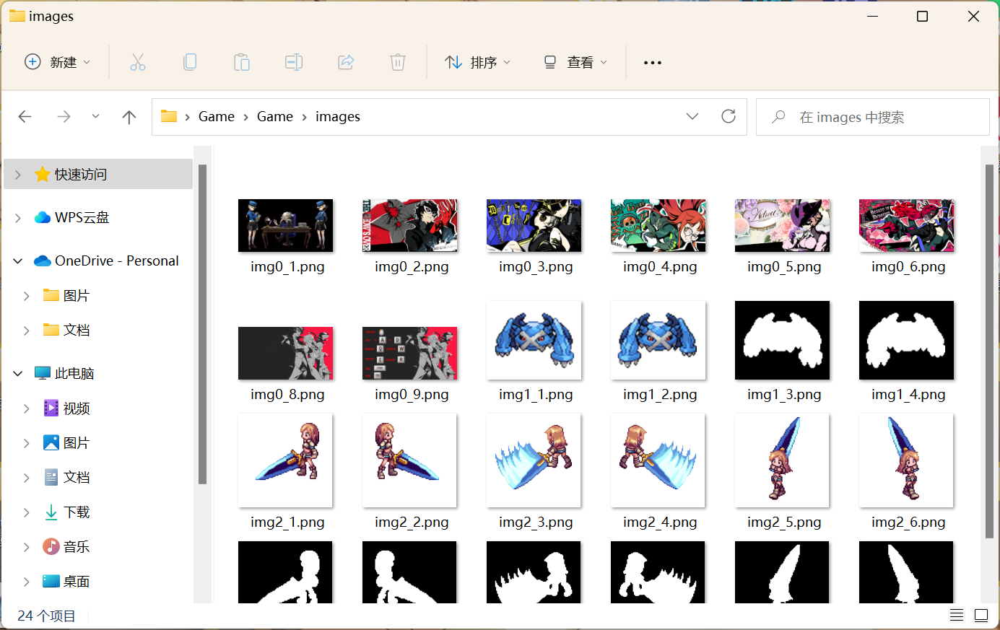 images
新建
排序
查看
Game
Game
images
在 images 中搜索
快速访问
WPS云盘
OneDrive - Personal
图片
文档
此电脑
视频
图片
文档
下载
音乐
桌面
img0_1.png
img0_2.png
img0_3.png
img0_4.png
img0_5.png
img0_6.png
img0_8.png
img0_9.png
img1_1.png
img1_2.png
img1_3.png
img1_4.png
img2_1.png
img2_2.png
img2_3.png
img2_4.png
img2_5.png
img2_6.png
24 个项目